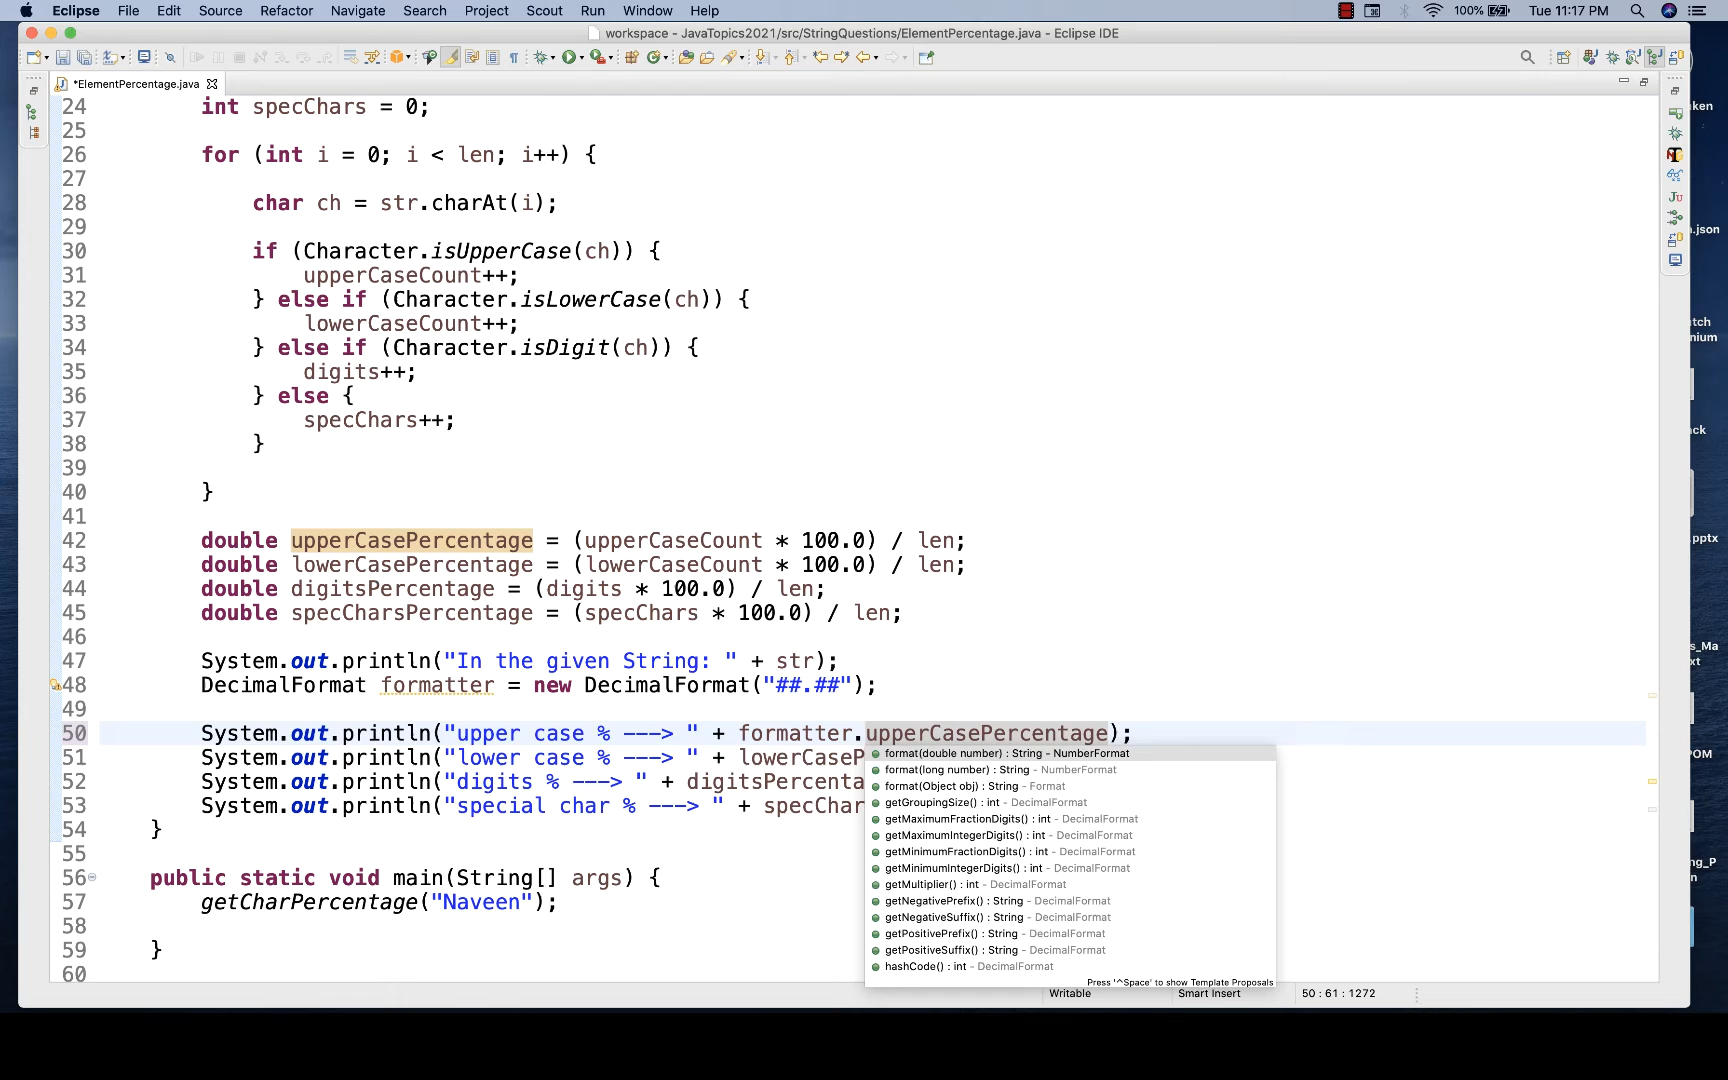 Eclipse File Edit Source Refactor Navigate Search Project Scout Run Window Help 100% Tue 11:17 PM
workspace - JavaTopics2021/src/StringQuestions/ElementPercentage.java - Eclipse IDE
*ElementPercentage.java
24 int specChars = 0;
25
26 for (int i = 0; i < len; i++) {
27
28 char ch = str.charAt(i);
29
30 if (Character.isUpperCase(ch)) {
31 upperCaseCount++;
32 } else if (Character.isLowerCase(ch)) {
33 lowerCaseCount++;
34 } else if (Character.isDigit(ch)) {
35 digits++;
36 } else {
37 specChars++;
38 }
39
40 }
41
42 double upperCasePercentage = (upperCaseCount * 100.0) / len;
43 double lowerCasePercentage = (lowerCaseCount * 100.0) / len;
44 double digitsPercentage = (digits * 100.0) / len;
45 double specCharsPercentage = (specChars * 100.0) / len;
46
47 System.out.println("In the given String: " + str);
48 DecimalFormat formatter = new DecimalFormat("##.##");
49
50 System.out.println("upper case % ---> " + formatter.upperCasePercentage);
51 System.out.println("lower case % ---> " + lowerCaseP
52 System.out.println("digits % ---> " + digitsPercenta
53 System.out.println("special char % ---> " + specChar
54 }
55
56 public static void main(String[] args) {
57 getCharPercentage("Naveen");
58
59 }
60
format(double number) : String - NumberFormat
format(long number) : String - NumberFormat
format(Object obj) : String - Format
getGroupingSize() : int - DecimalFormat
getMaximumFractionDigits() : int - DecimalFormat
getMaximumIntegerDigits() : int - DecimalFormat
getMinimumFractionDigits() : int - DecimalFormat
getMinimumIntegerDigits() : int - DecimalFormat
getMultiplier() : int - DecimalFormat
getNegativePrefix() : String - DecimalFormat
getNegativeSuffix() : String - DecimalFormat
getPositivePrefix() : String - DecimalFormat
getPositiveSuffix() : String - DecimalFormat
hashCode() : int - DecimalFormat
Press '^Space' to show Template Proposals
Writable Smart Insert 50 : 61 : 1272
ken
.json
tch
nium
ack
.pptx
s_Ma
xt
POM
ng_P
n